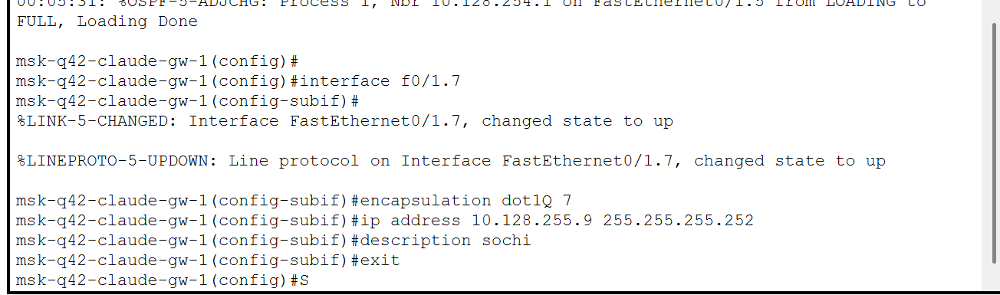 00:05:31: %OSPF-5-ADJCHG: Process 1, Nbr 10.128.254.1 on FastEthernet0/1.5 from LOADING to
FULL, Loading Done
msk-q42-claude-gw-1(config)#
msk-q42-claude-gw-1(config)#interface f0/1.7
msk-q42-claude-gw-1(config-subif)#
%LINK-5-CHANGED: Interface FastEthernet0/1.7, changed state to up
%LINEPROTO-5-UPDOWN: Line protocol on Interface FastEthernet0/1.7, changed state to up
msk-q42-claude-gw-1(config-subif)#encapsulation dot1Q 7
msk-q42-claude-gw-1(config-subif)#ip address 10.128.255.9 255.255.255.252
msk-q42-claude-gw-1(config-subif)#description sochi
msk-q42-claude-gw-1(config-subif)#exit
msk-q42-claude-gw-1(config)#S